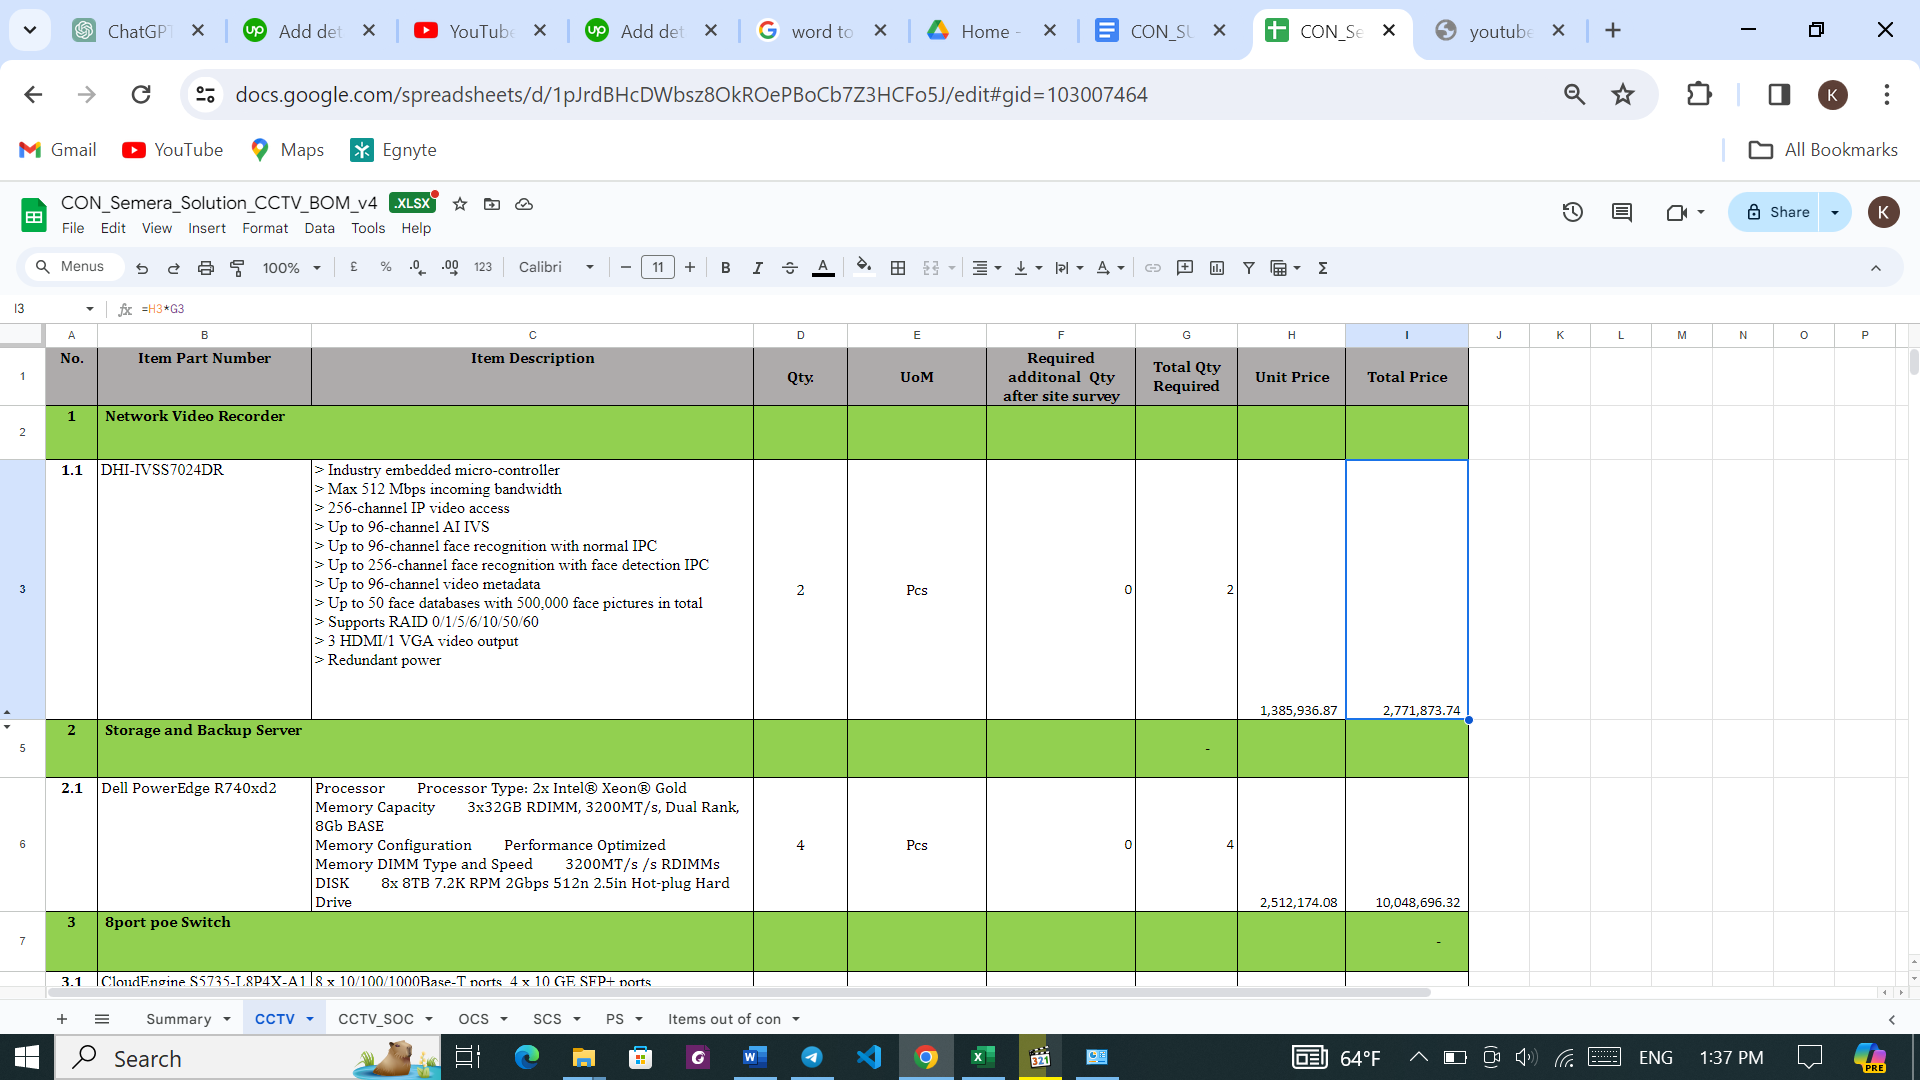 ChatGP
Add det
YouTube
Add det
word to
Home -
CON_SU
CON_Se
youtube
docs.google.com/spreadsheets/d/1pJrdBHcDWbsz8OkROePBoCb7Z3HCFo5J/edit#gid=103007464
K
Gmail
YouTube
Maps
Egnyte
All Bookmarks
CON_Semera_Solution_CCTV_BOM_v4 .XLSX
File Edit View Insert Format Data Tools Help
Share
K
Menus 100% £ % .0 .00 123 Calibri 11 B I A
I3 fx =H3*G3
A B C D E F G H I J K L M N O P
1 No. Item Part Number Item Description Qty. UoM Required additonal Qty after site survey Total Qty Required Unit Price Total Price
2 1 Network Video Recorder
3 1.1 DHI-IVSS7024DR
> Industry embedded micro-controller
> Max 512 Mbps incoming bandwidth
> 256-channel IP video access
> Up to 96-channel AI IVS
> Up to 96-channel face recognition with normal IPC
> Up to 256-channel face recognition with face detection IPC
> Up to 96-channel video metadata
> Up to 50 face databases with 500,000 face pictures in total
> Supports RAID 0/1/5/6/10/50/60
> 3 HDMI/1 VGA video output
> Redundant power
2 Pcs 0 2 1,385,936.87 2,771,873.74
5 2 Storage and Backup Server -
6 2.1 Dell PowerEdge R740xd2
Processor Processor Type: 2x Intel® Xeon® Gold
Memory Capacity 3x32GB RDIMM, 3200MT/s, Dual Rank,
8Gb BASE
Memory Configuration Performance Optimized
Memory DIMM Type and Speed 3200MT/s /s RDIMMs
DISK 8x 8TB 7.2K RPM 2Gbps 512n 2.5in Hot-plug Hard
Drive
4 Pcs 0 4 2,512,174.08 10,048,696.32
7 3 8port poe Switch -
3.1 CloudEngine S5735-L8P4X-A1 8 x 10/100/1000Base-T ports, 4 x 10 GE SFP+ ports
Summary CCTV CCTV_SOC OCS SCS PS Items out of con
Search
64°F
ENG
1:37 PM
PRE